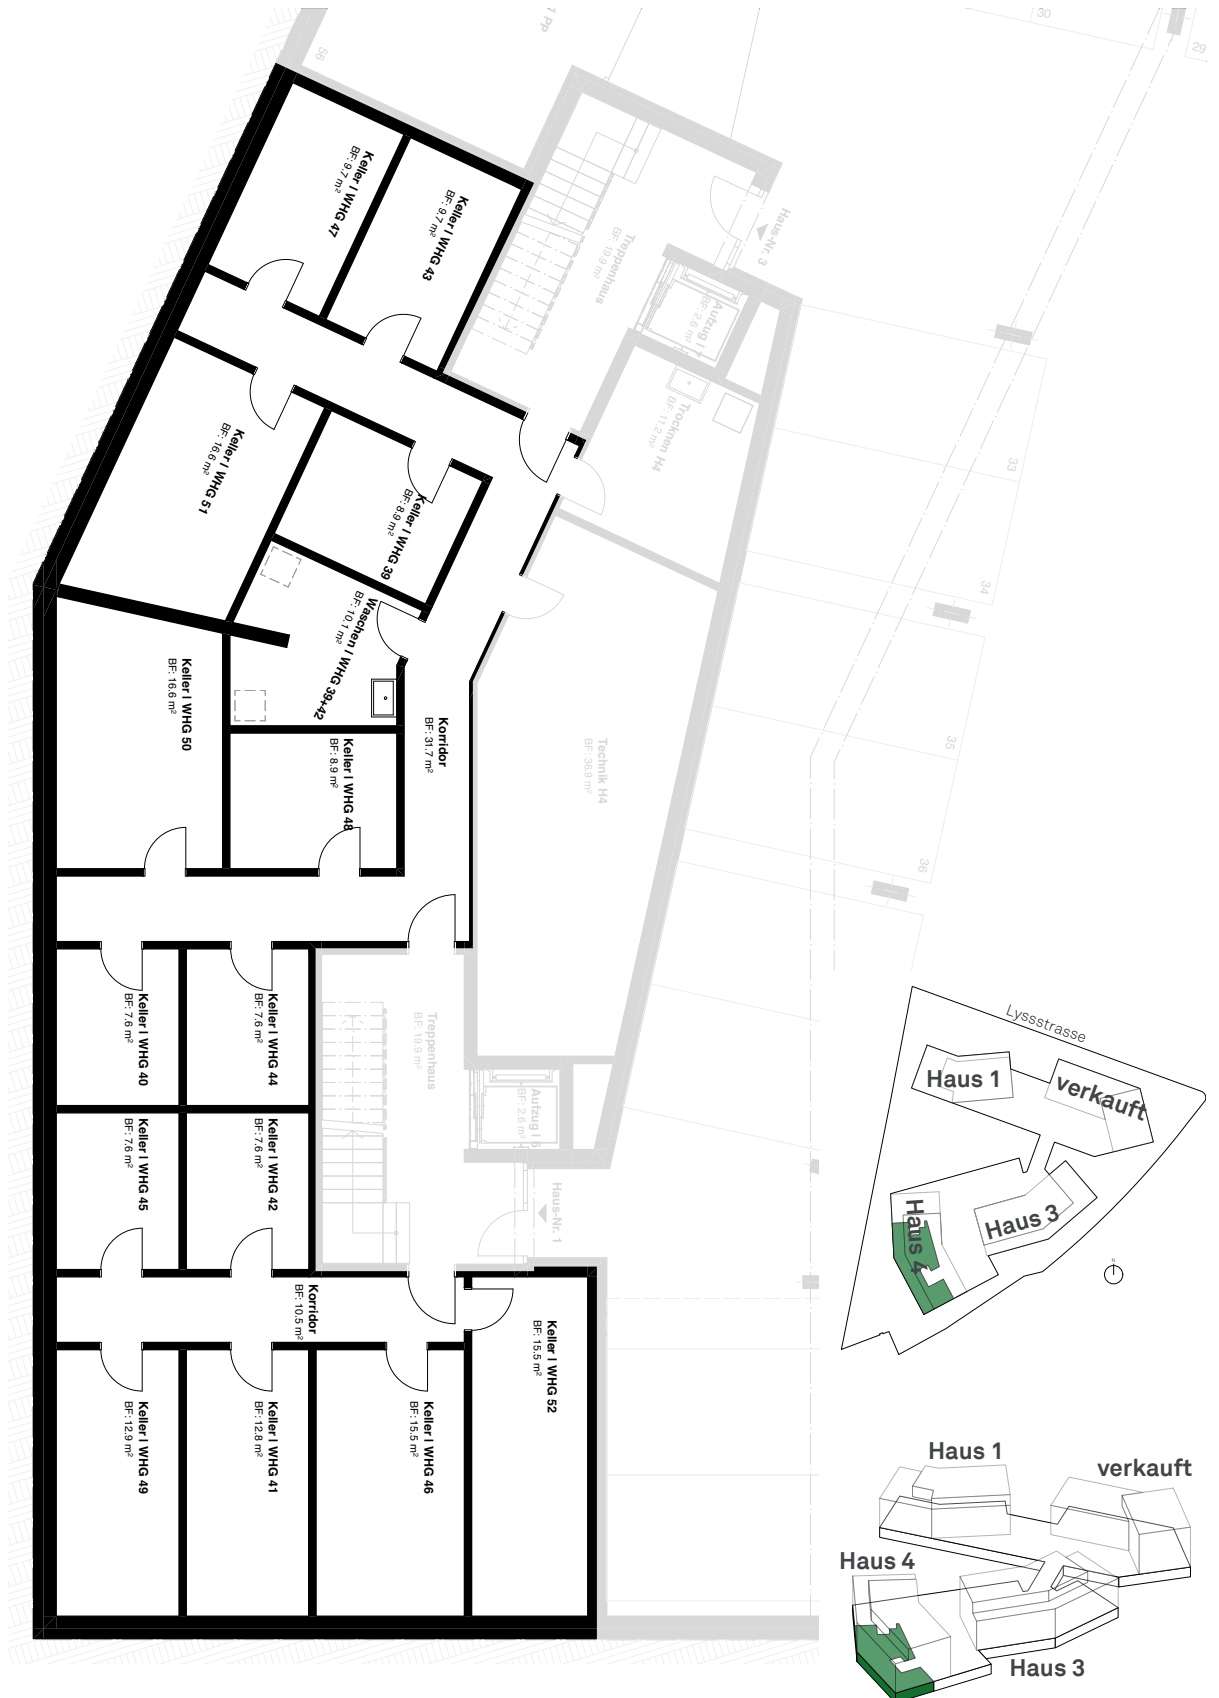 1 PP
56
30
29
Keller I WHG 47
BF: 9.7 m²
Keller I WHG 43
BF: 9.7 m²
Treppenhaus
BF: 19.9 m²
Haus-Nr. 3
Aufzug I 7
BF: 2.6 m²
Trocknen H4
BF: 11.2 m²
Keller I WHG 51
BF: 16.6 m²
Keller I WHG 39
BF: 8.9 m²
33
34
Waschen I WHG 39+42
BF: 10.1 m²
Keller I WHG 50
BF: 16.6 m²
Keller I WHG 48
BF: 8.9 m²
Korridor
BF: 31.7 m²
Technik H4
BF: 36.9 m²
35
36
Keller I WHG 40
BF: 7.6 m²
Keller I WHG 44
BF: 7.6 m²
Treppenhaus
BF: 19.9 m²
Aufzug I 6
BF: 2.6 m²
Keller I WHG 45
BF: 7.6 m²
Keller I WHG 42
BF: 7.6 m²
Haus-Nr. 1
Korridor
BF: 10.5 m²
Keller I WHG 52
BF: 15.5 m²
Keller I WHG 49
BF: 12.9 m²
Keller I WHG 41
BF: 12.8 m²
Keller I WHG 46
BF: 15.5 m²
Lyssstrasse
Haus 1
verkauft
Haus 4
Haus 3
N
Haus 1
verkauft
Haus 4
Haus 3